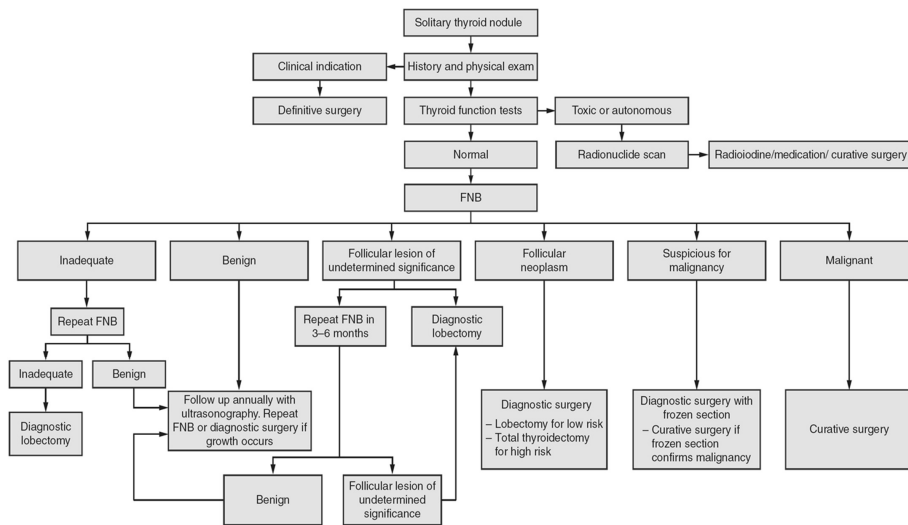 Solitary thyroid nodule
Clinical indication
History and physical exam
Definitive surgery
Thyroid function tests
Toxic or autonomous
Normal
Radionuclide scan
Radioiodine/medication/ curative surgery
FNB
Inadequate
Benign
Follicular lesion of
undetermined significance
Follicular
neoplasm
Suspicious for
malignancy
Malignant
Repeat FNB
Repeat FNB in
3–6 months
Diagnostic
lobectomy
Inadequate
Benign
Diagnostic
lobectomy
Follow up annually with
ultrasonography. Repeat
FNB or diagnostic surgery if
growth occurs
Diagnostic surgery
– Lobectomy for low risk
– Total thyroidectomy
for high risk
Diagnostic surgery with
frozen section
– Curative surgery if
frozen section
confirms malignancy
Curative surgery
Benign
Follicular lesion of
undetermined
significance